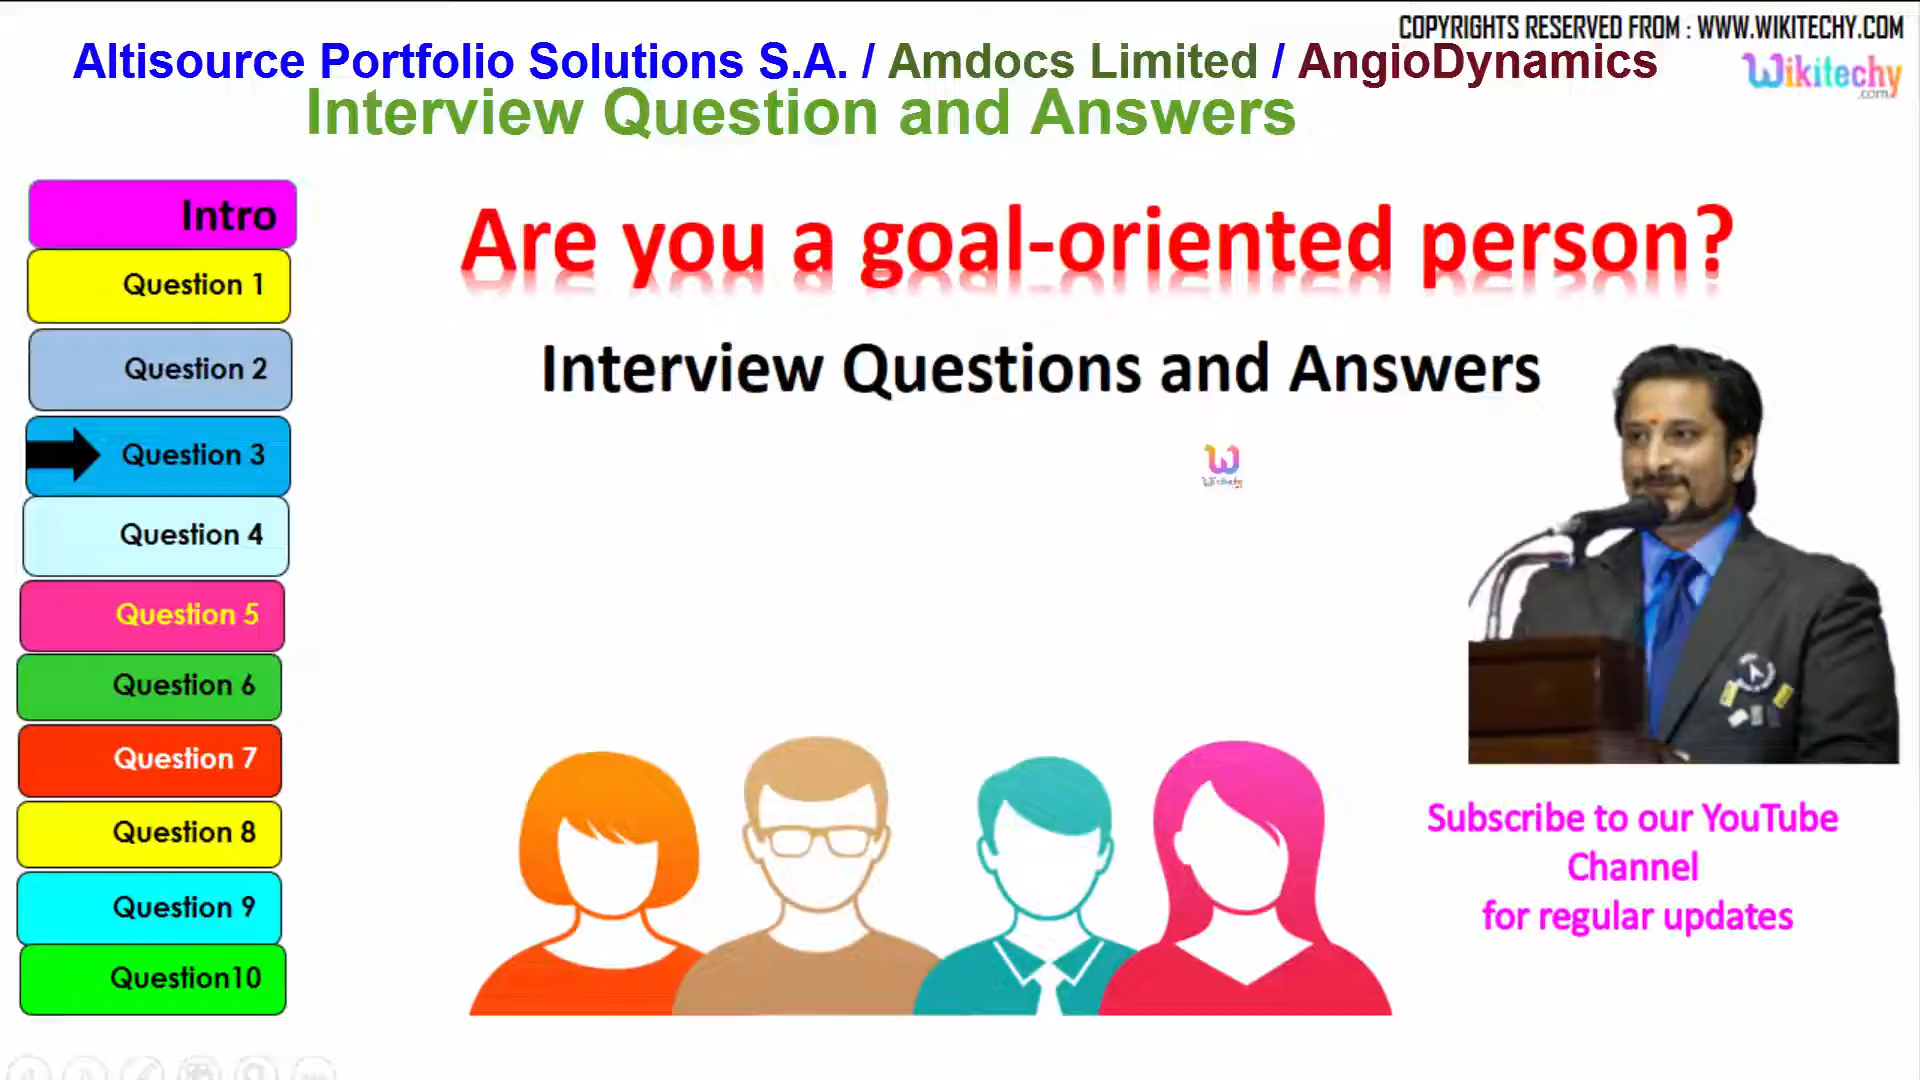 COPYRIGHTS RESERVED FROM : WWW.WIKITECHY.COM
Altisource Portfolio Solutions S.A. / Amdocs Limited / AngioDynamics
Wikitechy
.com
Interview Question and Answers
Intro
Question 1
Question 2
Question 3
Question 4
Question 5
Question 6
Question 7
Question 8
Question 9
Question10
Are you a goal-oriented person?
Interview Questions and Answers
W
Wikitechy
Subscribe to our YouTube
Channel
for regular updates